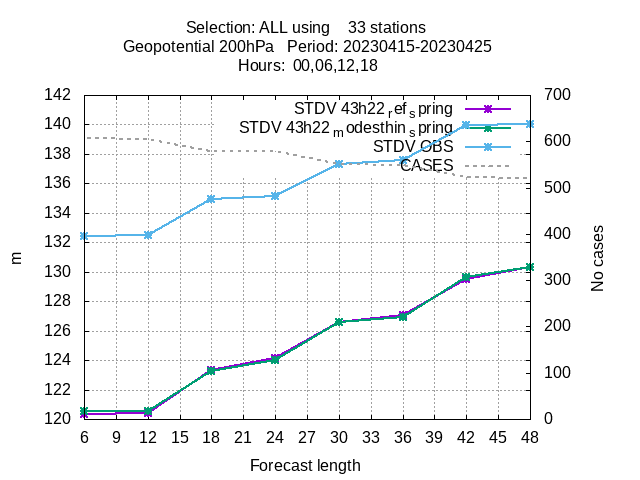 Selection: ALL using    33 stations
Geopotential 200hPa   Period: 20230415-20230425
Hours:  00,06,12,18
142 700
STDV 43h22_ref_spring
140 STDV 43h22_modesthin_spring 600
STDV OBS
138 CASES
136 500
134
132 400
m 130 300 No cases
128
126 200
124
122 100
120 0
6 9 12 15 18 21 24 27 30 33 36 39 42 45 48
Forecast length